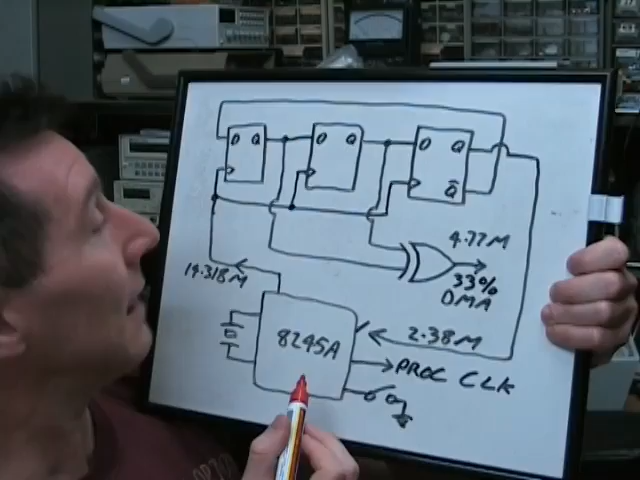 D Q
D Q
D Q
Q̅
4.77M
33%
DMA
14.318M
8245A
2.38M
PROC CLK